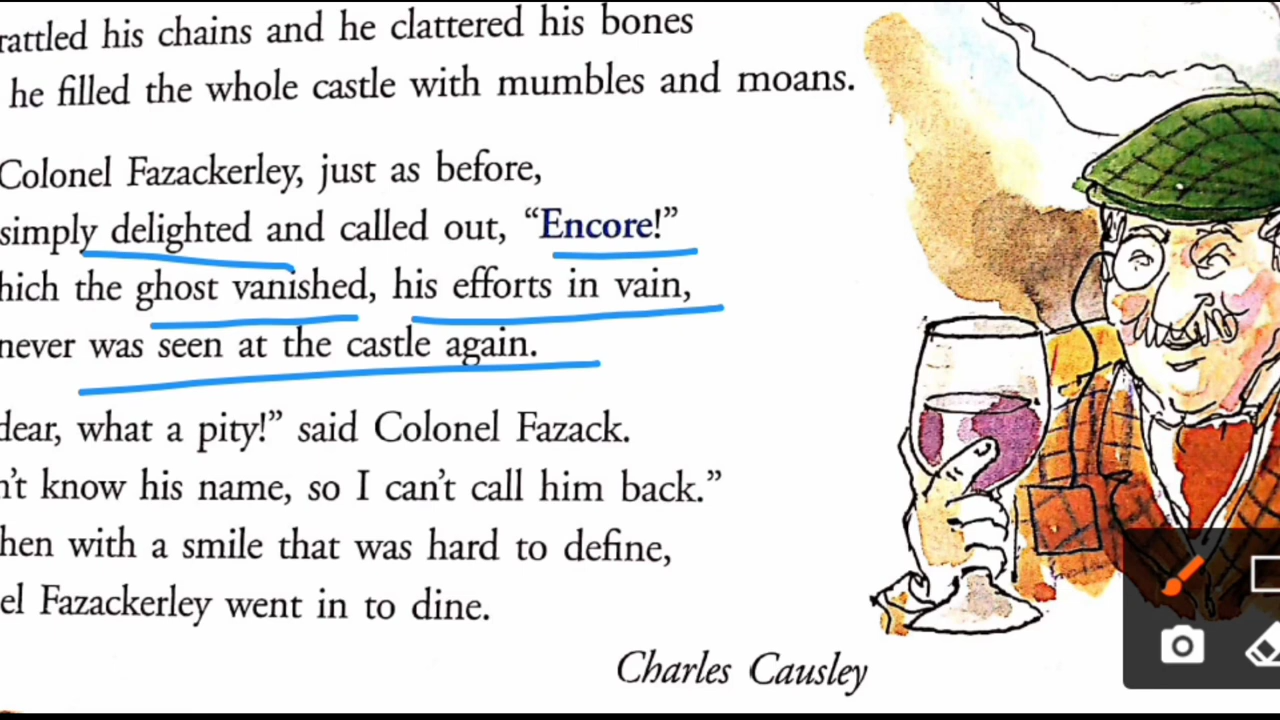 rattled his chains and he clattered his bones
he filled the whole castle with mumbles and moans.
Colonel Fazackerley, just as before,
simply delighted and called out, “Encore!”
hich the ghost vanished, his efforts in vain,
never was seen at the castle again.
dear, what a pity!” said Colonel Fazack.
n’t know his name, so I can’t call him back.”
hen with a smile that was hard to define,
el Fazackerley went in to dine.
Charles Causley